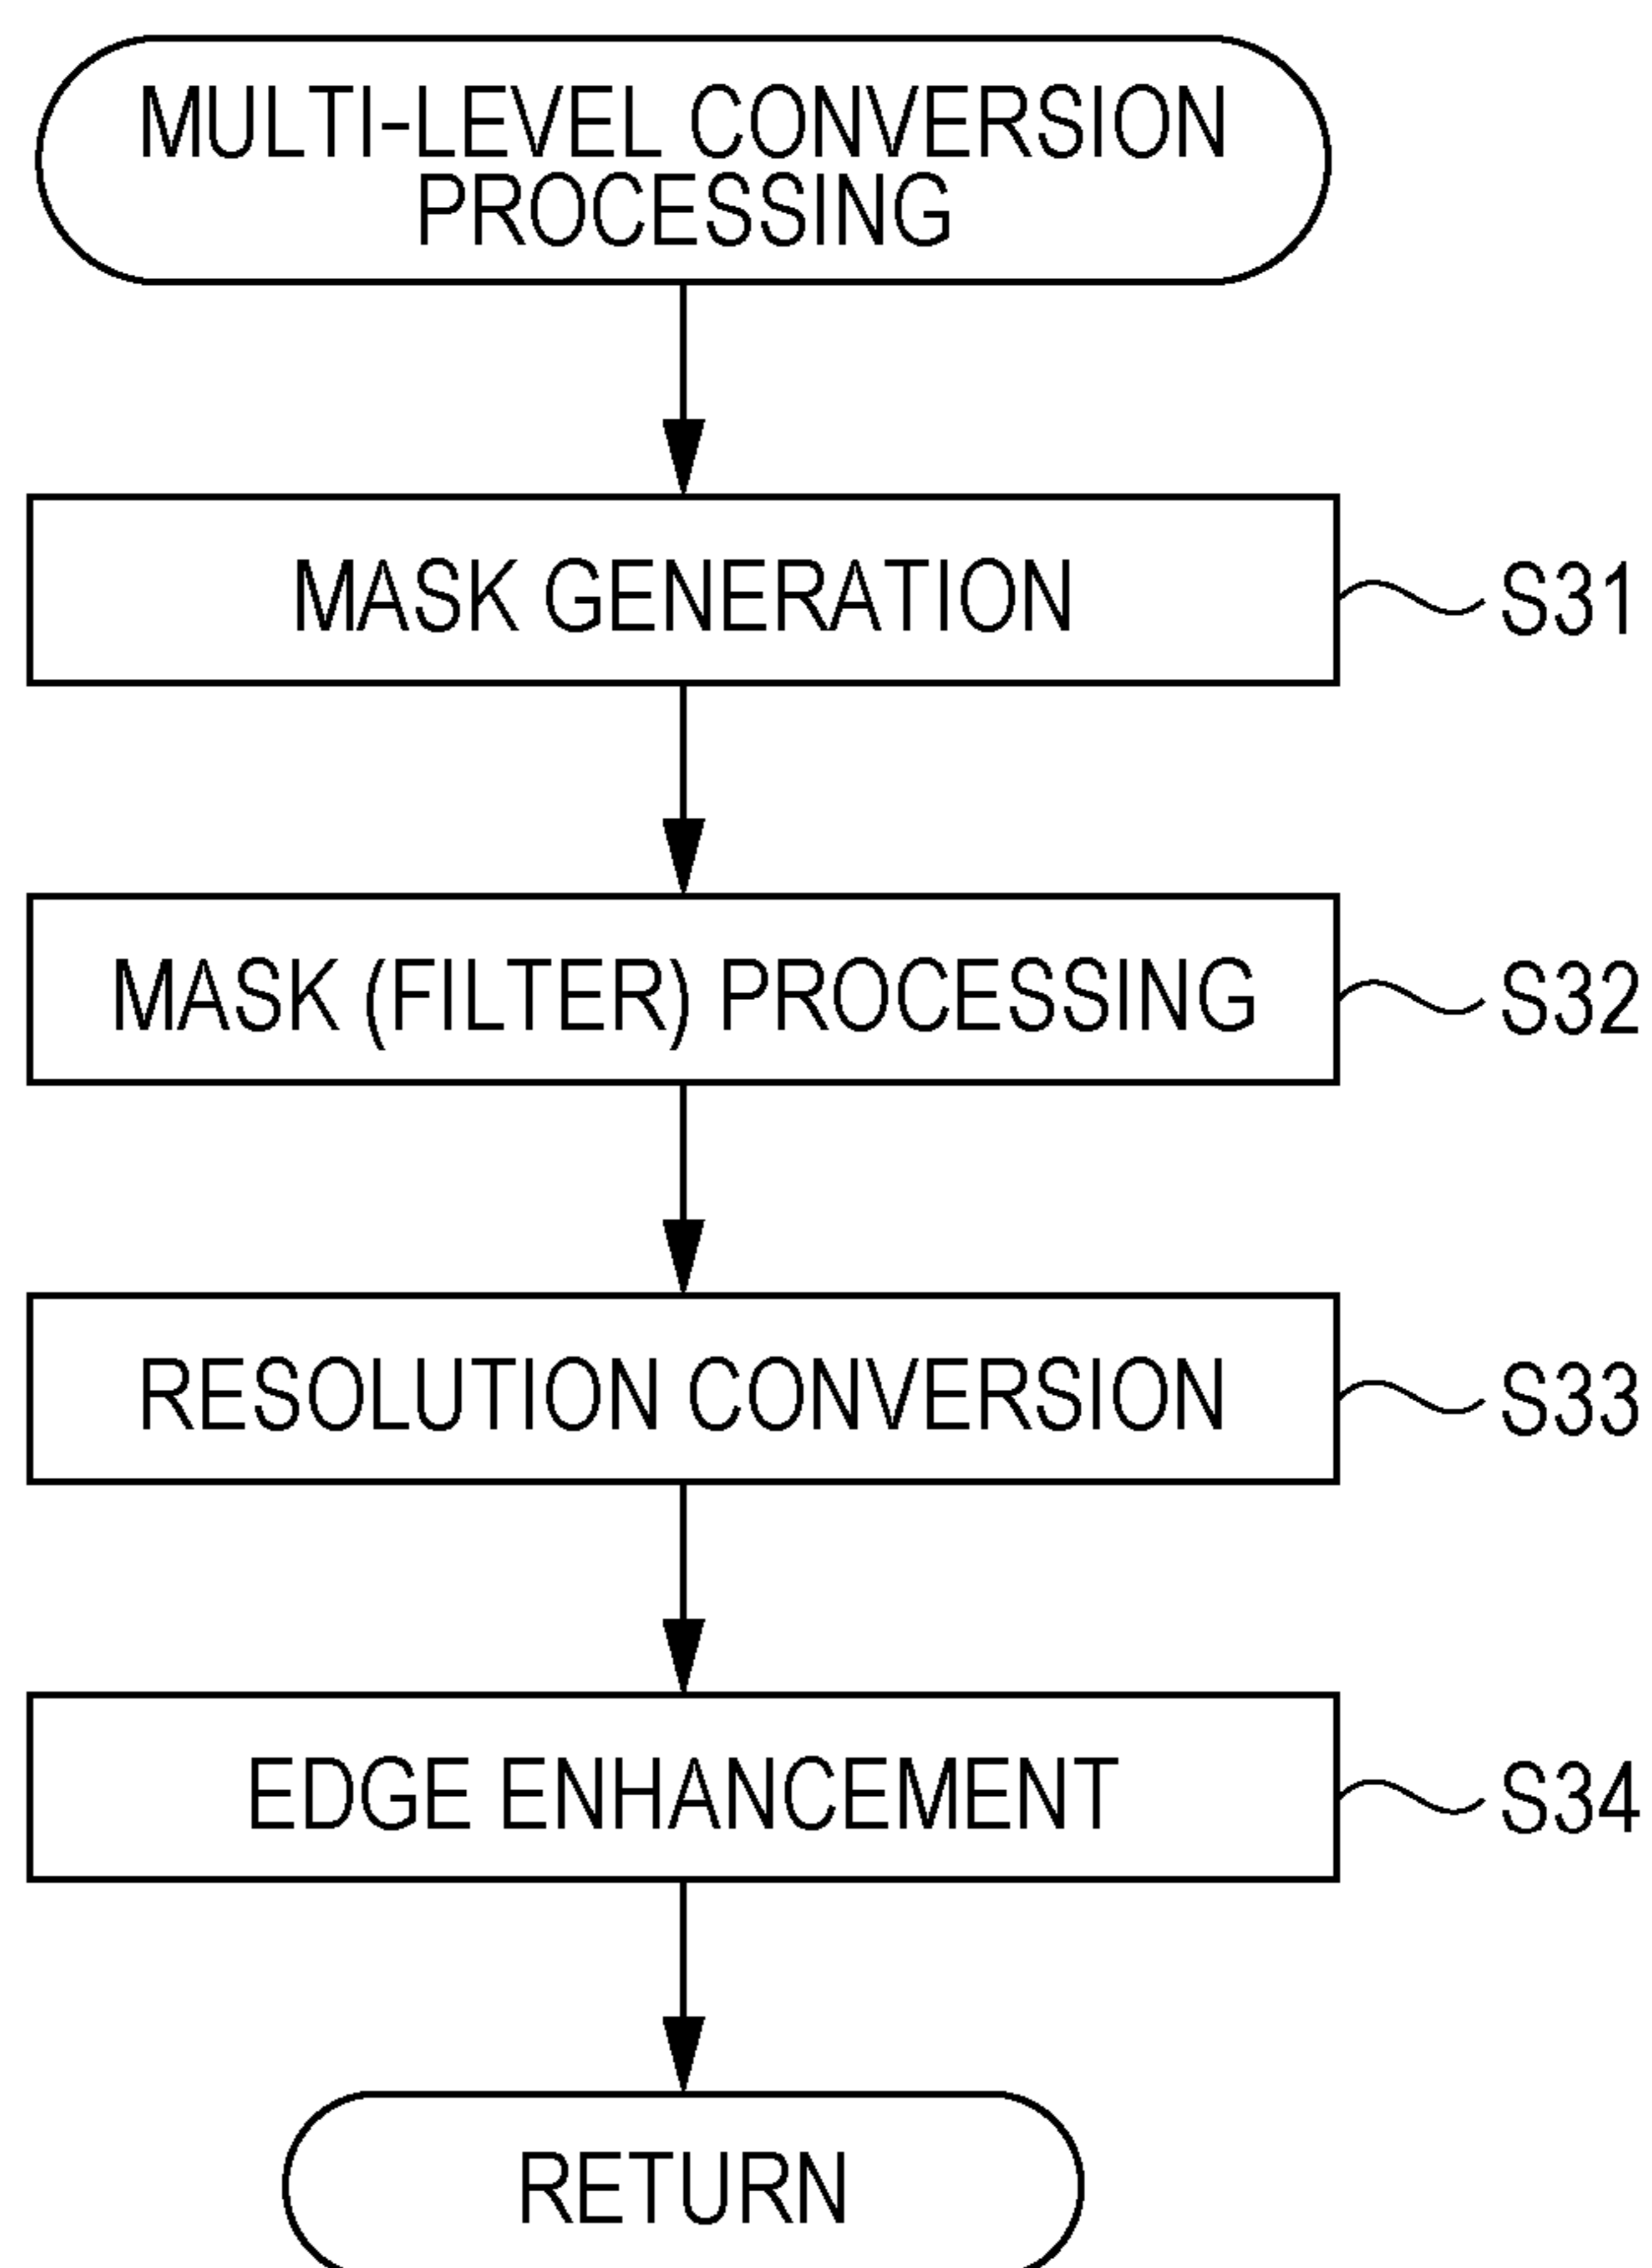 MULTI-LEVEL CONVERSION
PROCESSING
MASK GENERATION
S31
MASK (FILTER) PROCESSING
S32
RESOLUTION CONVERSION
S33
EDGE ENHANCEMENT
S34
RETURN